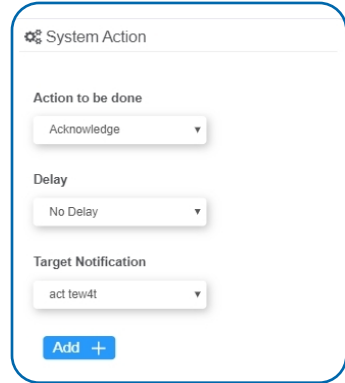 System Action
Action to be done
Acknowledge
Delay
No Delay
Target Notification
act tew4t
Add +